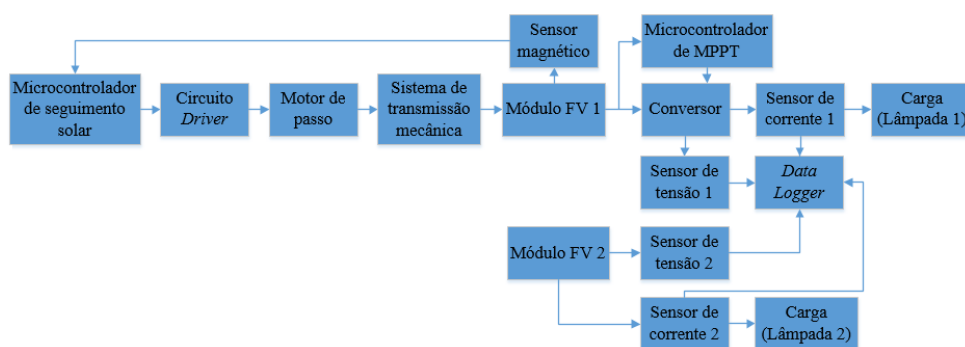 Sensor
magnético
Microcontrolador
de MPPT
Microcontrolador
de seguimento
solar
Circuito
Driver
Motor de
passo
Sistema de
transmissão
mecânica
Módulo FV 1
Conversor
Sensor de
corrente 1
Carga
(Lâmpada 1)
Sensor de
tensão 1
Data
Logger
Módulo FV 2
Sensor de
tensão 2
Sensor de
corrente 2
Carga
(Lâmpada 2)